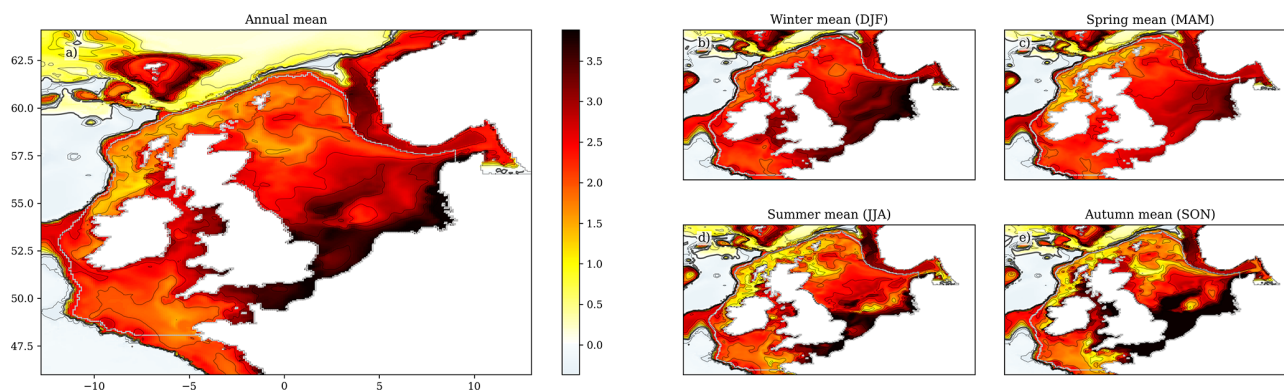 Annual mean
a)
62.5
60.0
57.5
55.0
52.5
50.0
47.5
−10 −5 0 5 10
3.5
3.0
2.5
2.0
1.5
1.0
0.5
0.0
Winter mean (DJF)
b)
Spring mean (MAM)
c)
Summer mean (JJA)
d)
Autumn mean (SON)
e)